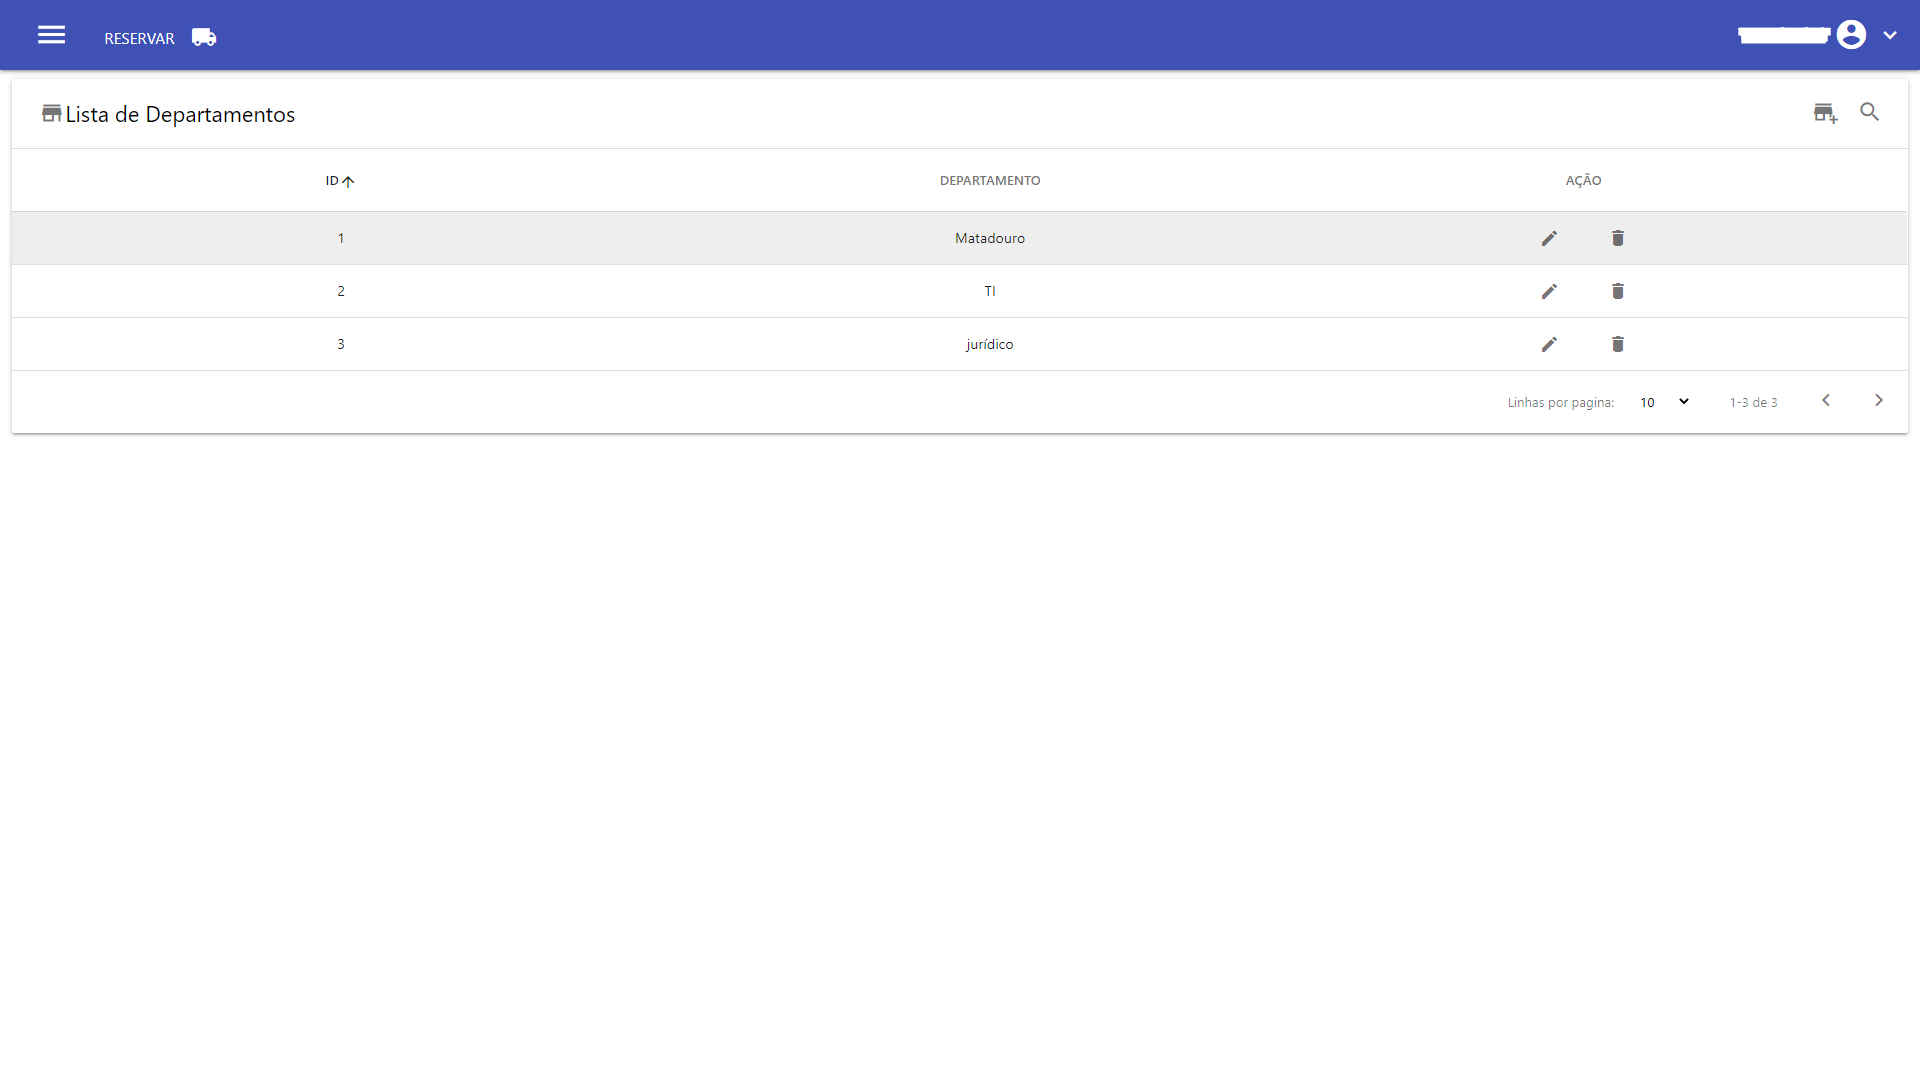 RESERVAR
Lista de Departamentos
ID DEPARTAMENTO AÇÃO
1 Matadouro
2 TI
3 jurídico
Linhas por pagina: 10 1-3 de 3